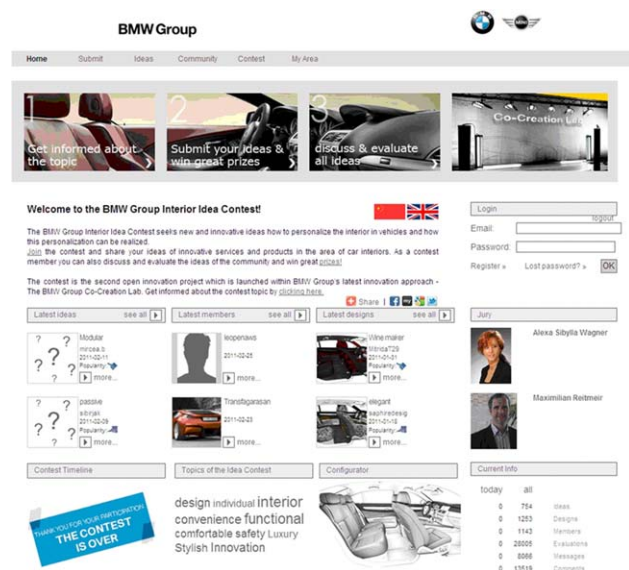 BMW Group
Home Submit Ideas Community Contest My Area
1
Get informed about
the topic
2
Submit your ideas &
win great prizes
3
discuss & evaluate
all ideas
Co-Creation Lab
Welcome to the BMW Group Interior Idea Contest!
The BMW Group Interior Idea Contest seeks new and innovative ideas how to personalize the interior in vehicles and how
this personalization can be realized.
Join the contest and share your ideas of innovative services and products in the area of car interiors. As a contest
member you can also discuss and evaluate the ideas of the community and win great prizes!
The contest is the second open innovation project which is launched within BMW Group's latest innovation approach -
The BMW Group Co-Creation Lab. Get informed about the contest topic by clicking here.
Share
Login
logout
Email:
Password:
Register » Lost password? » OK
Latest ideas see all
Modular
mircea.b
2011-02-11
Popularity:
more...
passive
sibirjak
2011-02-09
Popularity:
more...
Latest members see all
leopenaws
2011-02-25
more...
Transfagarasan
2011-02-23
more...
Latest designs see all
Wine maker
Mitrida729
2011-01-31
Popularity:
more...
elegant
saphiredesig
2011-01-18
Popularity:
more...
Jury
Alexa Sibylla Wagner
Maximilian Reitmeir
Contest Timeline
THANK YOU FOR YOUR PARTICIPATION
THE CONTEST
IS OVER
Topics of the Idea Contest
design individual interior
convenience functional
comfortable safety Luxury
Stylish Innovation
Configurator
Current Info
today all
0 754 Ideas
0 1253 Designs
0 1143 Members
0 28005 Evaluations
0 8066 Messages
0 13519 Comments